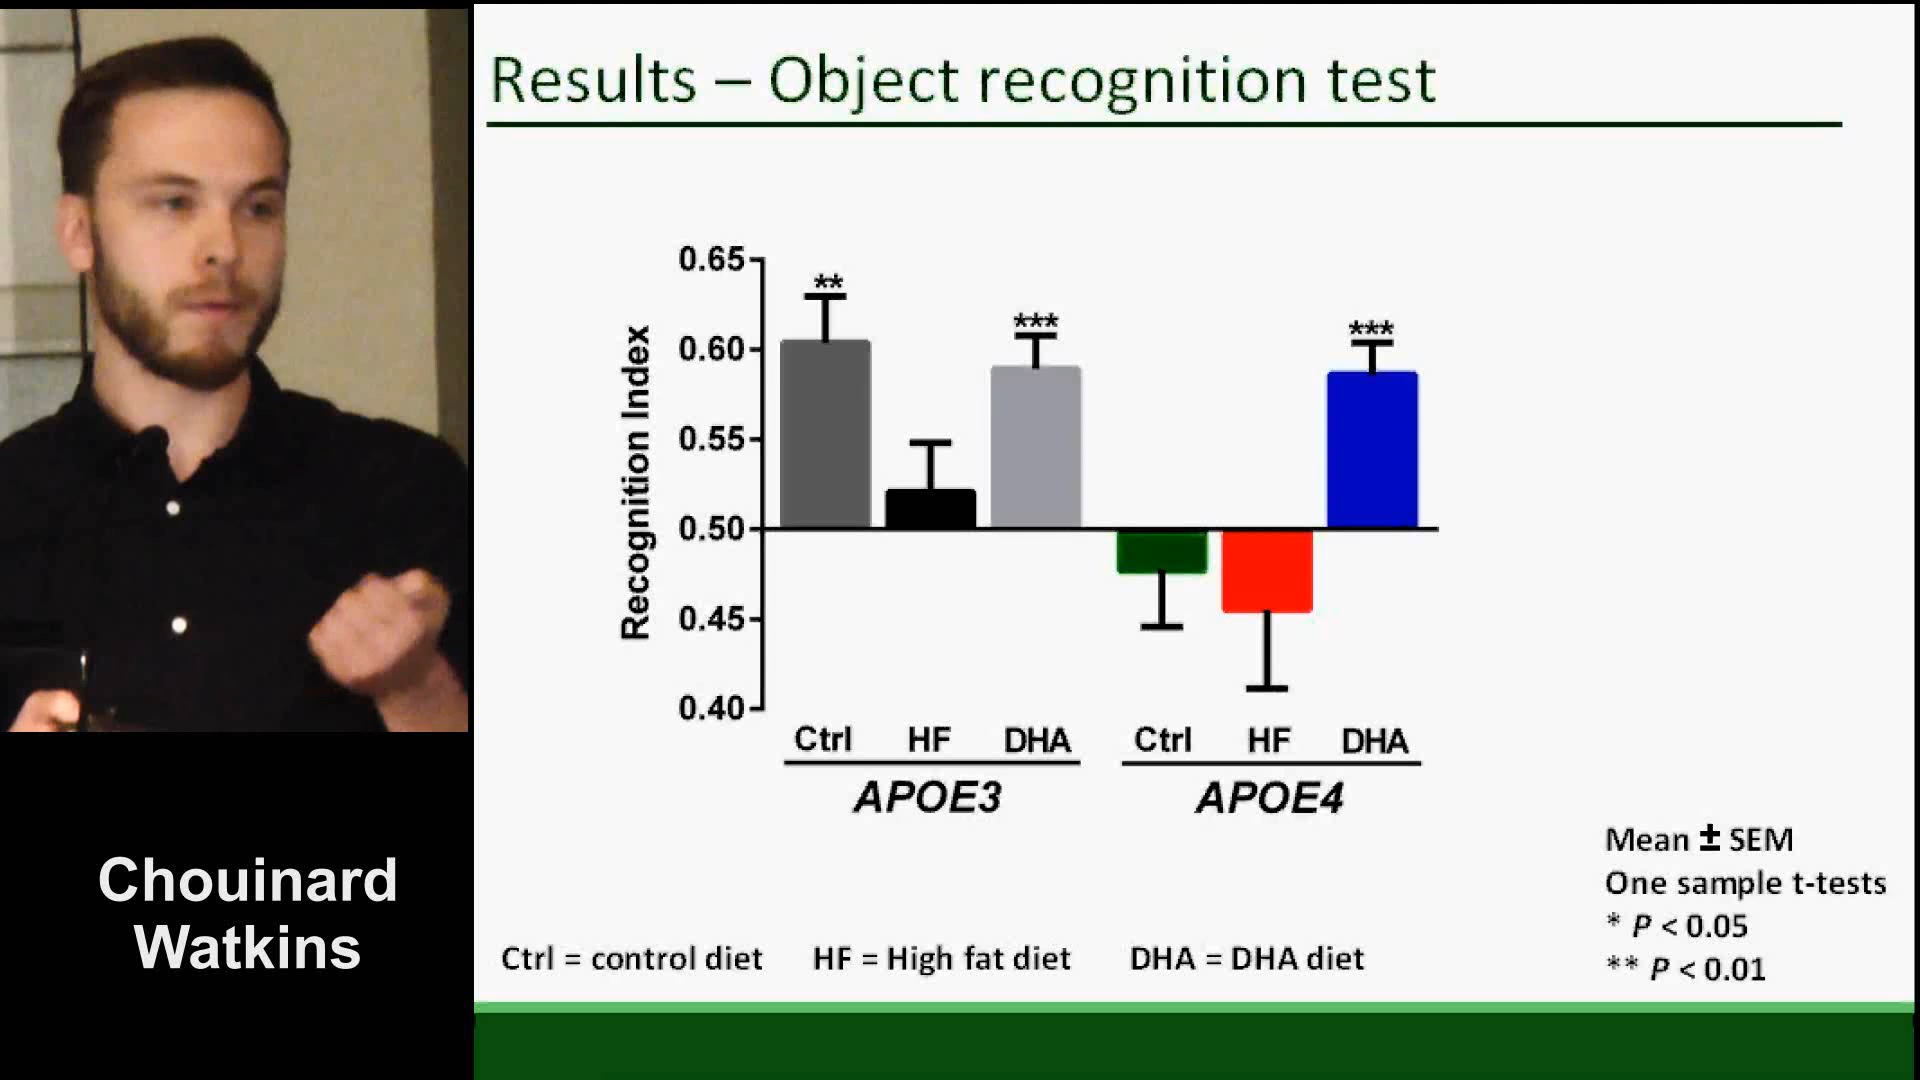 Results – Object recognition test
Recognition Index
0.65
0.60
0.55
0.50
0.45
0.40
**
***
***
Ctrl HF DHA Ctrl HF DHA
APOE3 APOE4
Mean ± SEM
One sample t-tests
* P < 0.05
** P < 0.01
Ctrl = control diet HF = High fat diet DHA = DHA diet
Chouinard
Watkins